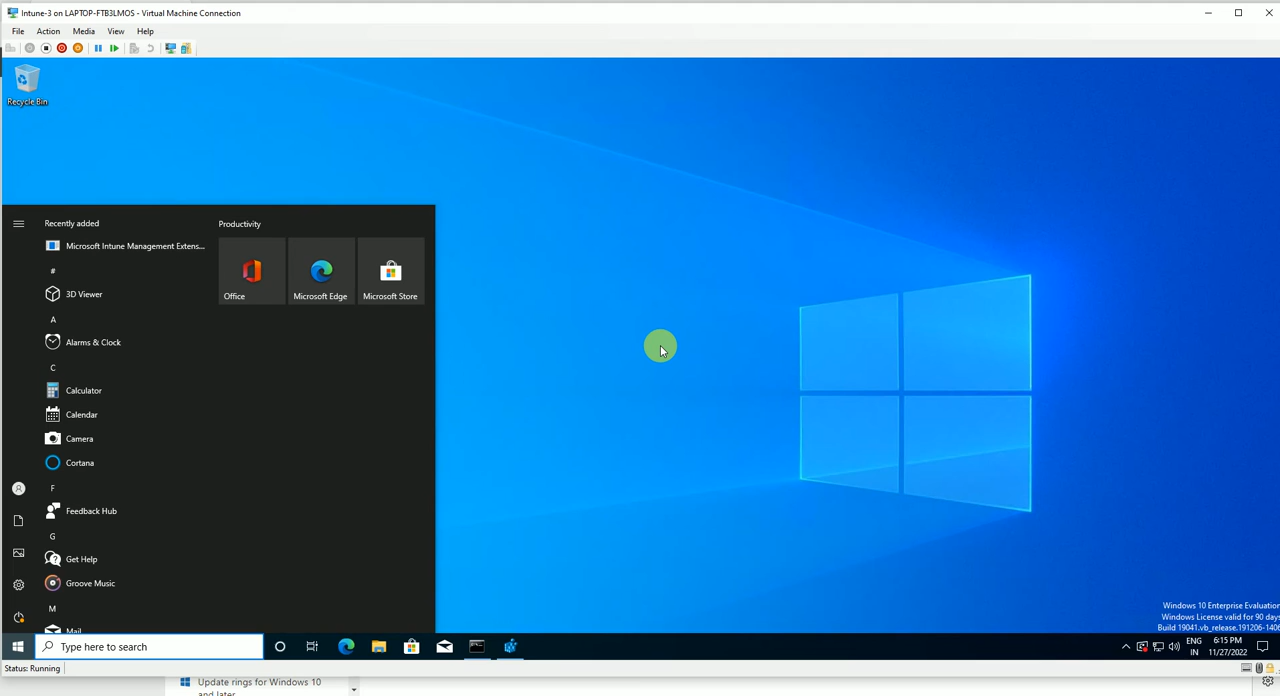 Intune-3 on LAPTOP-FTB3LMOS - Virtual Machine Connection
File Action Media View Help
Recycle Bin
Recently added
Productivity
Microsoft Intune Management Extens...
#
3D Viewer
Office
Microsoft Edge
Microsoft Store
A
Alarms & Clock
C
Calculator
Calendar
Camera
Cortana
F
Feedback Hub
G
Get Help
Groove Music
M
Mail
Windows 10 Enterprise Evaluation
Windows License valid for 90 days
Build 19041.vb_release.191206-1406
Type here to search
ENG
IN
6:15 PM
11/27/2022
Status: Running
Update rings for Windows 10
and later